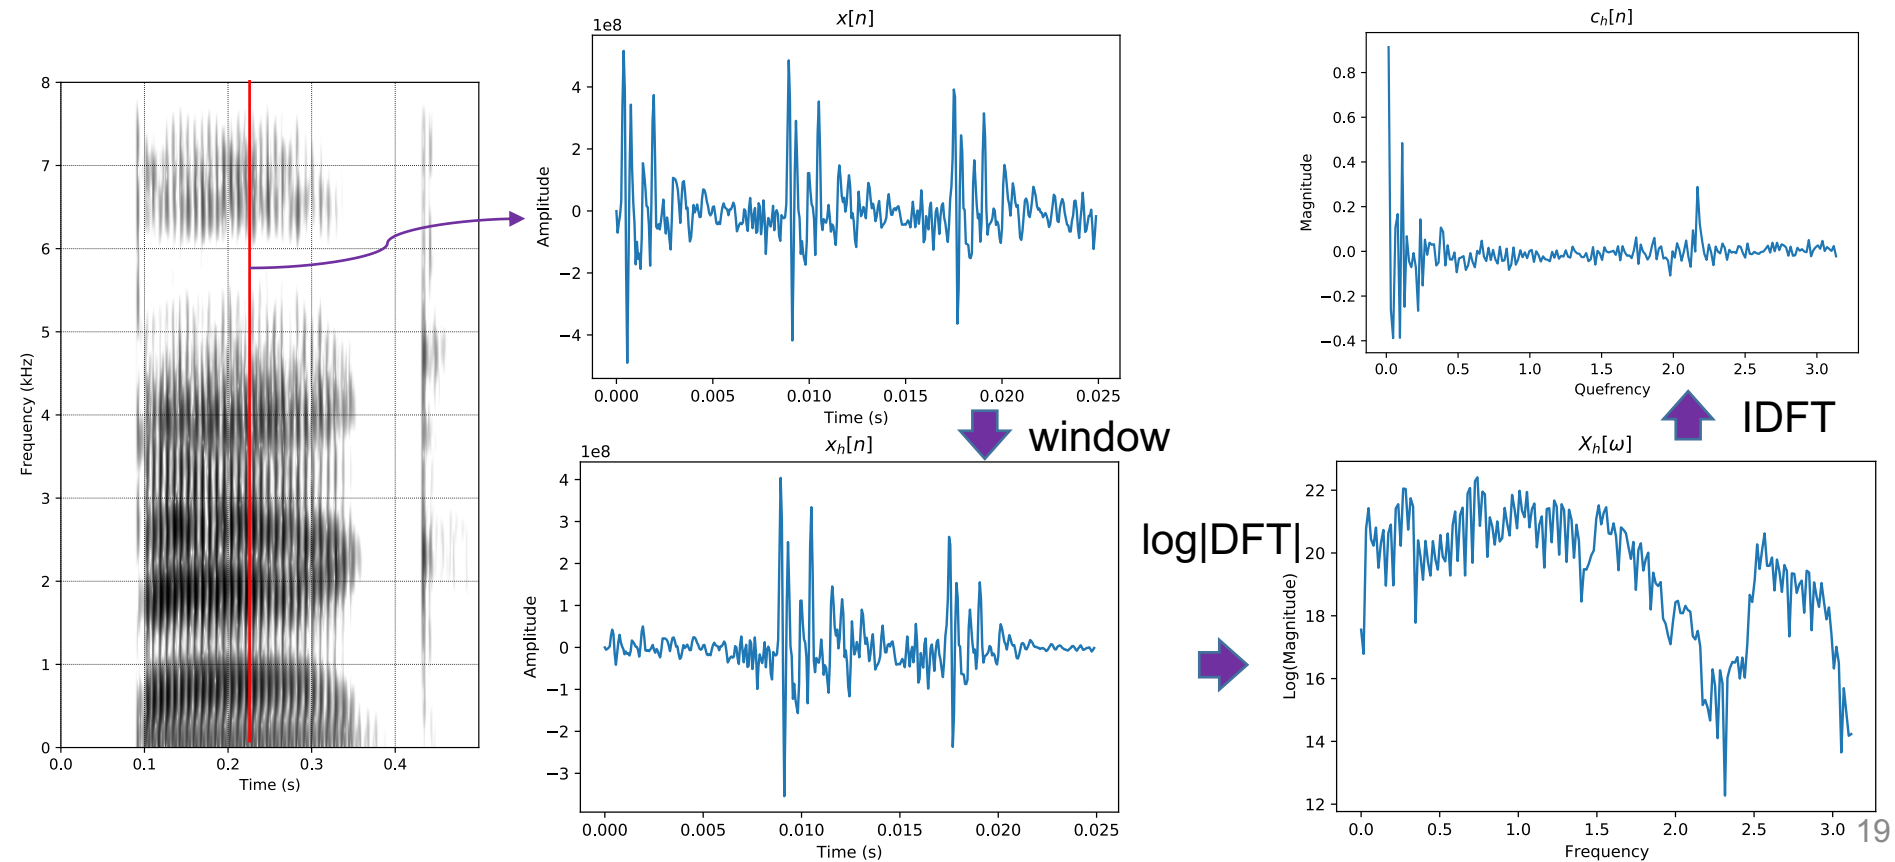 8
7
6
5
4
3
2
1
0
Frequency (kHz)
0.0 0.1 0.2 0.3 0.4
Time (s)
x[n]
1e8
4
2
0
−2
−4
Amplitude
0.000 0.005 0.010 0.015 0.020 0.025
Time (s)
window
x_h[n]
1e8
4
3
2
1
0
−1
−2
−3
Amplitude
0.000 0.005 0.010 0.015 0.020 0.025
Time (s)
log|DFT|
c_h[n]
0.8
0.6
0.4
0.2
0.0
−0.2
−0.4
Magnitude
0.0 0.5 1.0 1.5 2.0 2.5 3.0
Quefrency
IDFT
X_h[ω]
22
20
18
16
14
12
Log(Magnitude)
0.0 0.5 1.0 1.5 2.0 2.5 3.0
Frequency
19